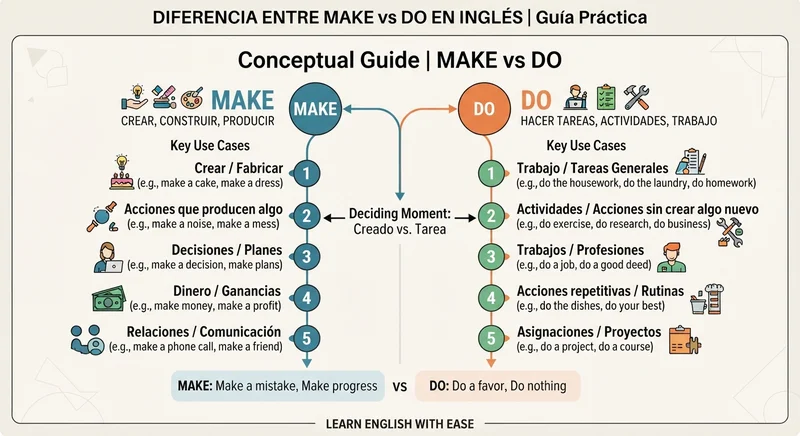 DIFERENCIA ENTRE MAKE vs DO EN INGLÉS | Guía Práctica
Conceptual Guide | MAKE vs DO
MAKE
CREAR, CONSTRUIR, PRODUCIR
MAKE
DO
DO
HACER TAREAS, ACTIVIDADES, TRABAJO
Key Use Cases
Crear / Fabricar
(e.g., make a cake, make a dress)
1
Acciones que producen algo
(e.g., make a noise, make a mess)
2
Decisiones / Planes
(e.g., make a decision, make plans)
3
Dinero / Ganancias
(e.g., make money, make a profit)
4
Relaciones / Comunicación
(e.g., make a phone call, make a friend)
5
Deciding Moment:
Creado vs. Tarea
Key Use Cases
1
Trabajo / Tareas Generales
(e.g., do the housework, do the laundry, do homework)
2
Actividades / Acciones sin crear algo nuevo
(e.g., do exercise, do research, do business)
3
Trabajos / Profesiones
(e.g., do a job, do a good deed)
4
Acciones repetitivas / Rutinas
(e.g., do the dishes, do your best)
5
Asignaciones / Proyectos
(e.g., do a project, do a course)
MAKE: Make a mistake, Make progress
VS
DO: Do a favor, Do nothing
LEARN ENGLISH WITH EASE